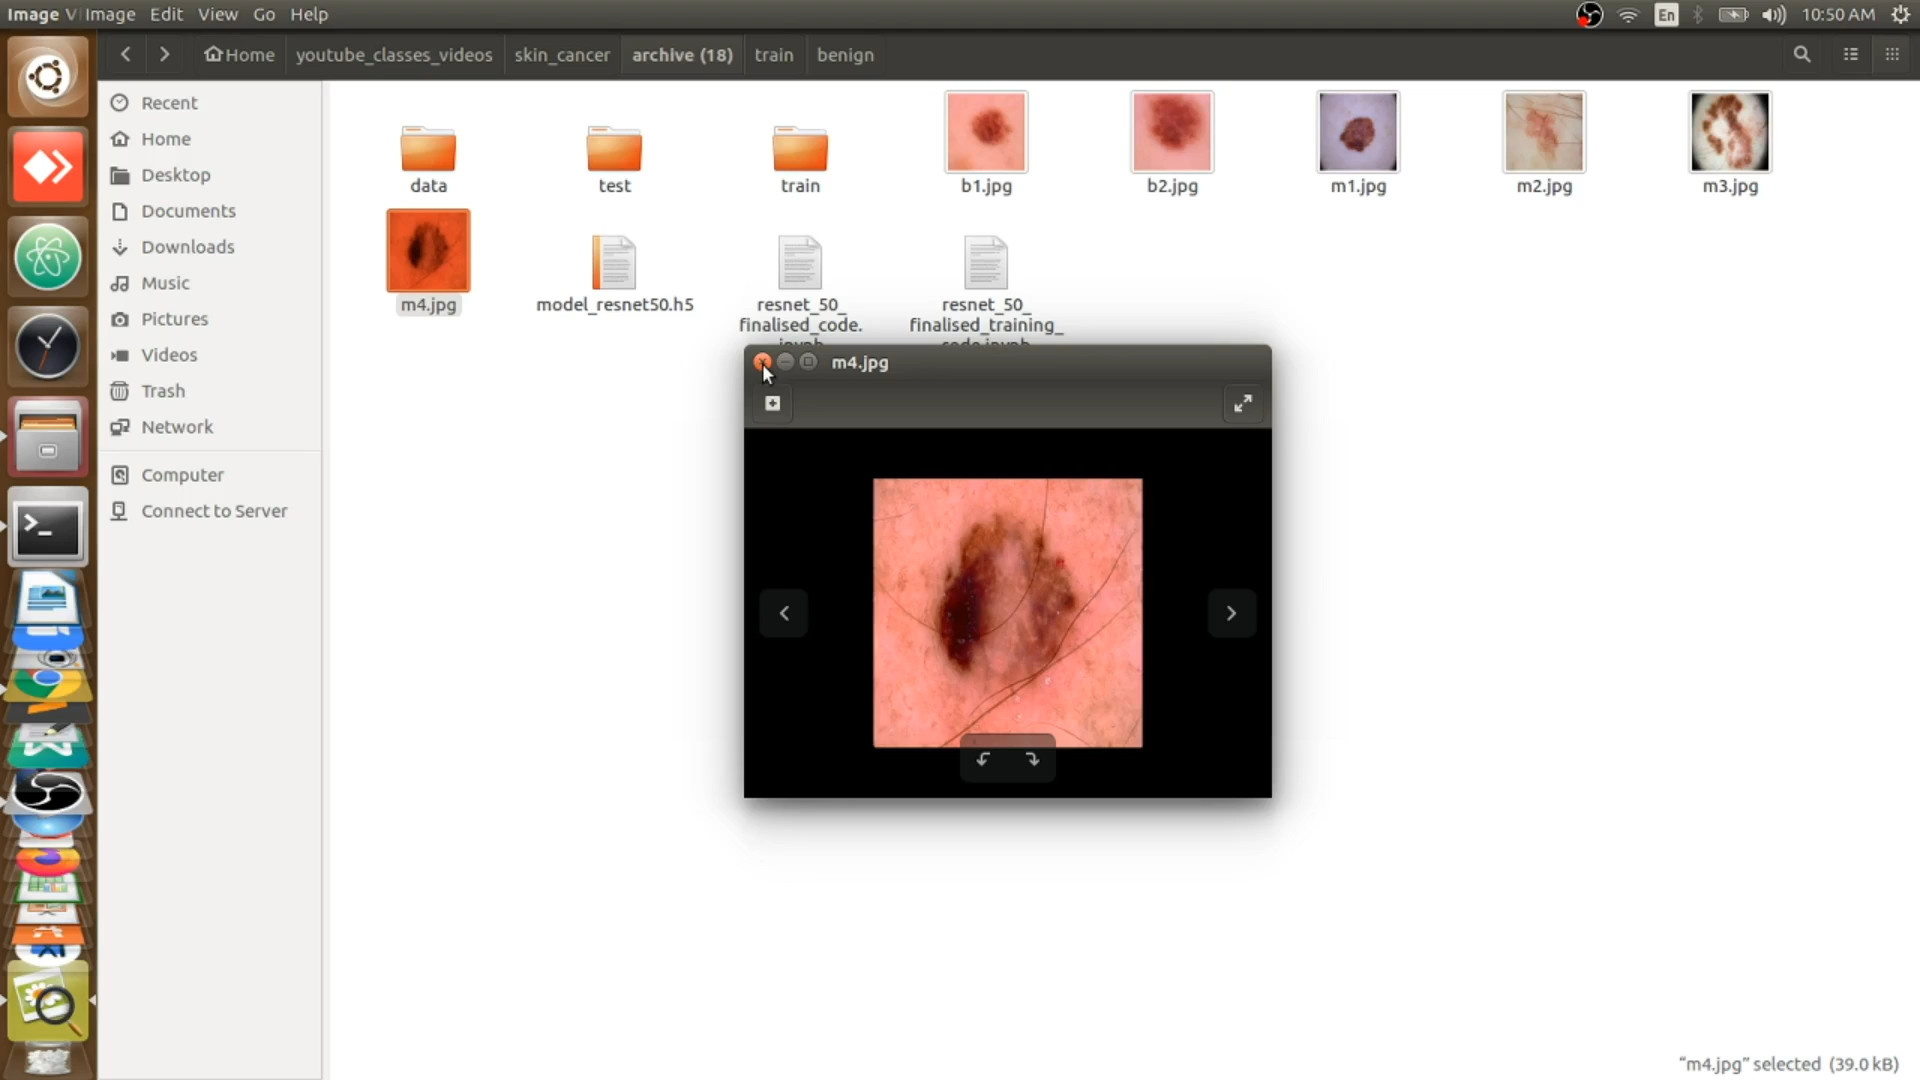 Image V Image Edit View Go Help En 10:50 AM
Home youtube_classes_videos skin_cancer archive (18) train benign
Recent
Home
Desktop
Documents
Downloads
Music
Pictures
Videos
Trash
Network
Computer
Connect to Server
data test train b1.jpg b2.jpg m1.jpg m2.jpg m3.jpg
m4.jpg model_resnet50.h5 resnet_50_ resnet_50_
finalised_code. finalised_training_
m4.jpg
"m4.jpg" selected (39.0 kB)